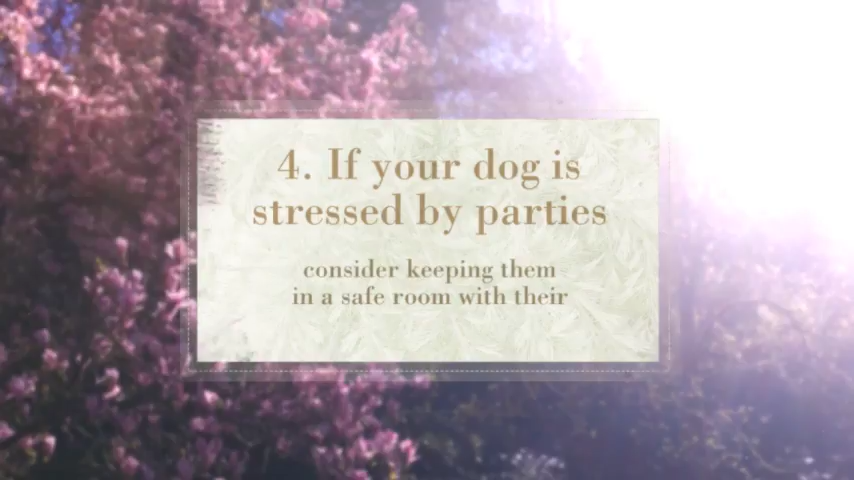 4. If your dog is
stressed by parties
consider keeping them
in a safe room with their